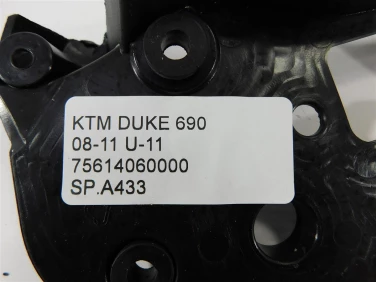 KTM DUKE 690
08-11 U-11
75614060000
SP.A433